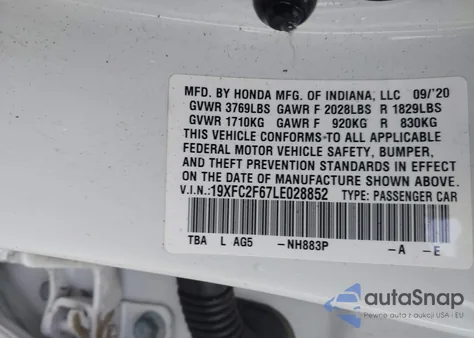 MFD. BY HONDA MFG. OF INDIANA, LLC 09/'20
GVWR 3769LBS GAWR F 2028LBS R 1829LBS
GVWR 1710KG GAWR F 920KG R 830KG
THIS VEHICLE CONFORMS TO ALL APPLICABLE
FEDERAL MOTOR VEHICLE SAFETY, BUMPER,
AND THEFT PREVENTION STANDARDS IN EFFECT
ON THE DATE OF MANUFACTURE SHOWN ABOVE.
V.I.N.:19XFC2F67LE028852 TYPE: PASSENGER CAR
TBA L AG5 -NH883P -A -E
autoSnap
Pewne auta z aukcji USA - EU